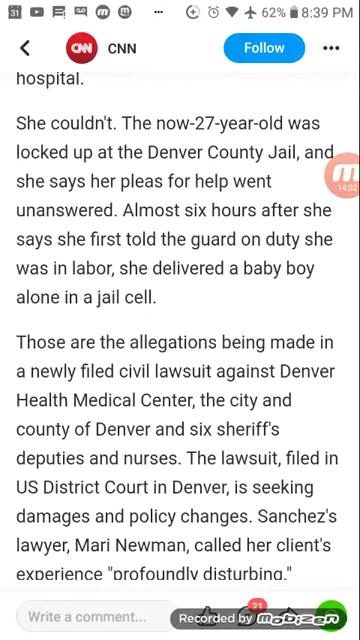 31 62% 8:39 PM
CNN CNN Follow
hospital.
She couldn't. The now-27-year-old was
locked up at the Denver County Jail, and
she says her pleas for help went
unanswered. Almost six hours after she
says she first told the guard on duty she
was in labor, she delivered a baby boy
alone in a jail cell.
m
14:02
Those are the allegations being made in
a newly filed civil lawsuit against Denver
Health Medical Center, the city and
county of Denver and six sheriff's
deputies and nurses. The lawsuit, filed in
US District Court in Denver, is seeking
damages and policy changes. Sanchez's
lawyer, Mari Newman, called her client's
experience "profoundly disturbing."
Write a comment... 21
Recorded by mobizen